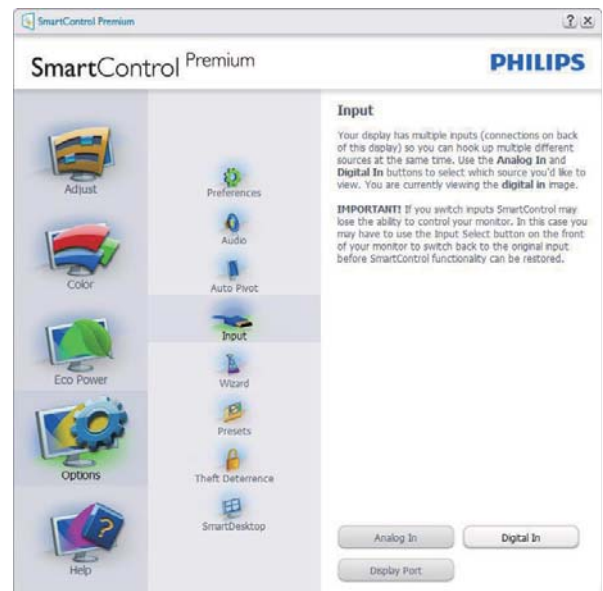 SmartControl Premium
? x
SmartControl Premium
PHILIPS
Adjust
Color
Eco Power
Options
Help
Preferences
Audio
Auto Pivot
Input
Wizard
Presets
Theft Deterrence
SmartDesktop
Input
Your display has multiple inputs (connections on back
of this display) so you can hook up multiple different
sources at the same time. Use the Analog In and
Digital In buttons to select which source you'd like to
view. You are currently viewing the digital in image.
IMPORTANT! If you switch inputs SmartControl may
lose the ability to control your monitor. In this case you
may have to use the Input Select button on the front
of your monitor to switch back to the original input
before SmartControl functionality can be restored.
Analog In
Digital In
Display Port